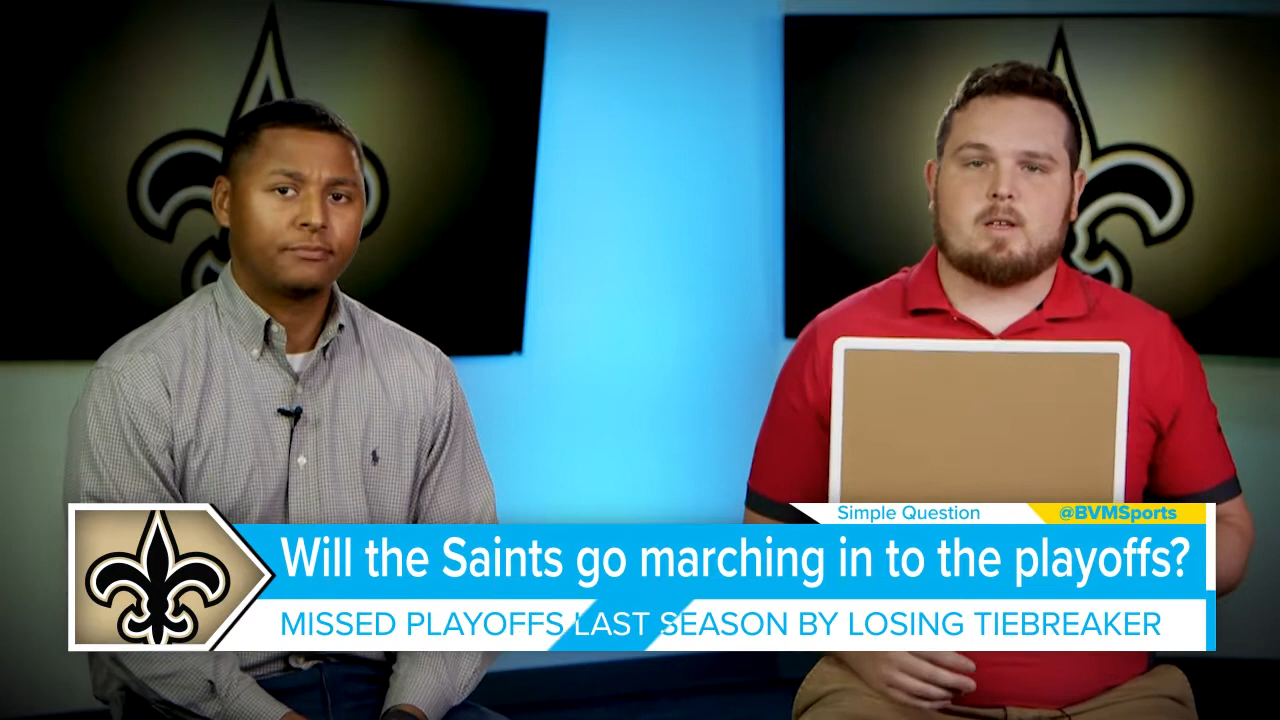 Simple Question
@BVMSports
Will the Saints go marching in to the playoffs?
MISSED PLAYOFFS LAST SEASON BY LOSING TIEBREAKER